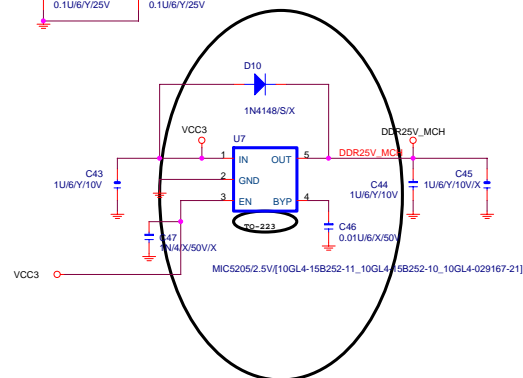 0.1U/6/Y/25V 0.1U/6/Y/25V
D10
1N4148/S/X
VCC3
DDR25V_MCH
U7
1 IN OUT 5
DDR25V_MCH
2 GND
3 EN BYP 4
C43
1U/6/Y/10V
C44
1U/6/Y/10V
C45
1U/6/Y/10V/X
TO-223
C47
1N/4/X/50V/X
C46
0.01U/6/X/50V
VCC3
MIC5205/2.5V/[10GL4-15B252-11_10GL4-15B252-10_10GL4-029167-21]